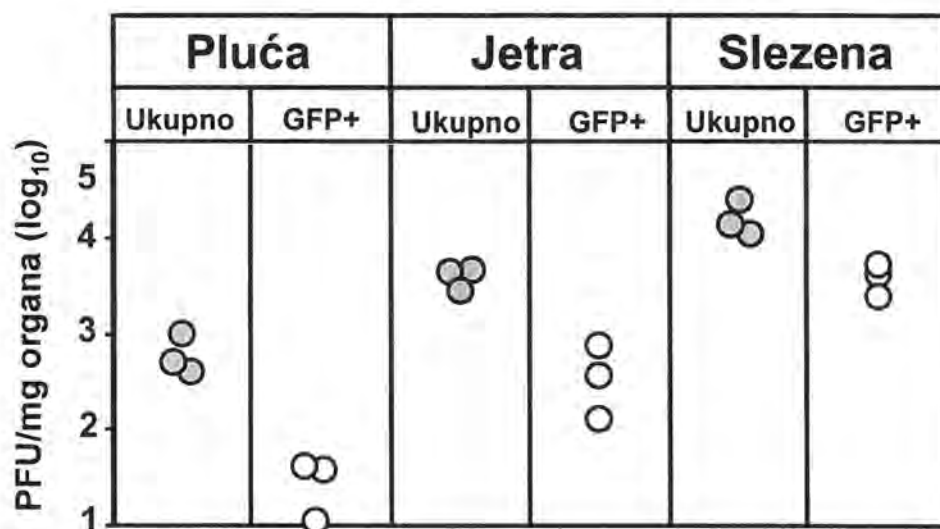 Pluća Jetra Slezena
Ukupno GFP+ Ukupno GFP+ Ukupno GFP+
PFU/mg organa (log10)
5
4
3
2
1